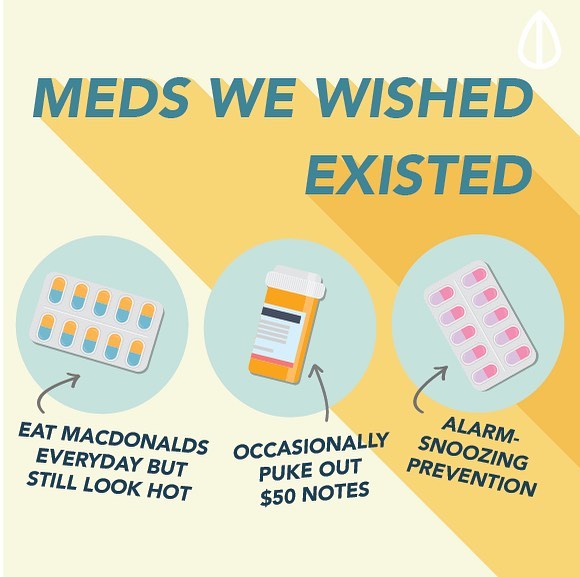 MEDS WE WISHED
EXISTED
EAT MACDONALDS
EVERYDAY BUT
STILL LOOK HOT
OCCASIONALLY
PUKE OUT
$50 NOTES
ALARM-
SNOOZING
PREVENTION